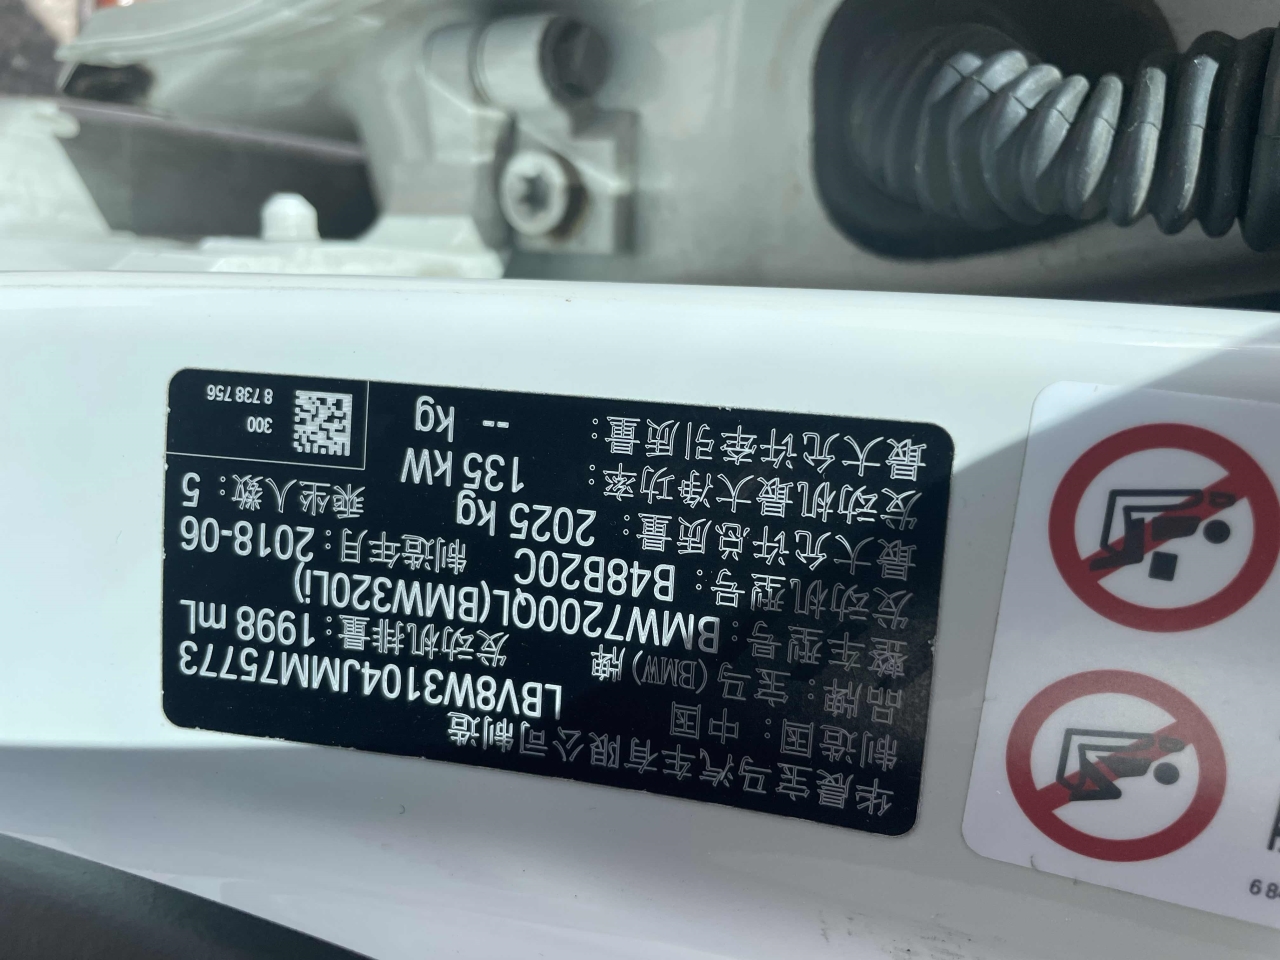 华晨宝马汽车有限公司制造
制造国：中国 LBV8W3104JMM75773
品牌：宝马(BMW)牌 发动机排量：1998 mL
整车型号：BMW7200QL(BMW320Li)
发动机型号：B48B20C 制造年月：2018-06
最大允许总质量：2025 kg 乘坐人数：5
发动机最大净功率：135 kW
最大允许牵引质量：-- kg
300
8 738 756